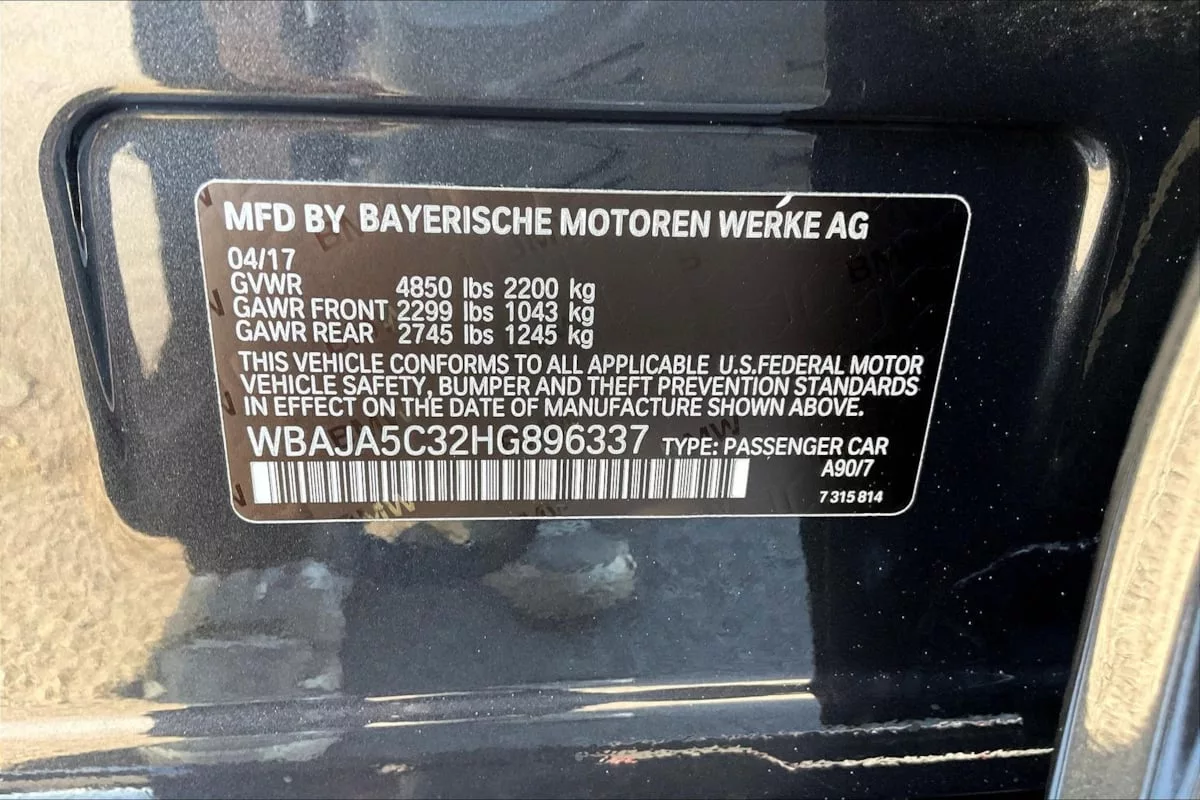 MFD BY BAYERISCHE MOTOREN WERKE AG
04/17
GVWR 4850 lbs 2200 kg
GAWR FRONT 2299 lbs 1043 kg
GAWR REAR 2745 lbs 1245 kg
THIS VEHICLE CONFORMS TO ALL APPLICABLE U.S.FEDERAL MOTOR
VEHICLE SAFETY, BUMPER AND THEFT PREVENTION STANDARDS
IN EFFECT ON THE DATE OF MANUFACTURE SHOWN ABOVE.
WBAJA5C32HG896337 TYPE: PASSENGER CAR
A90/7
7 315 814
BMW